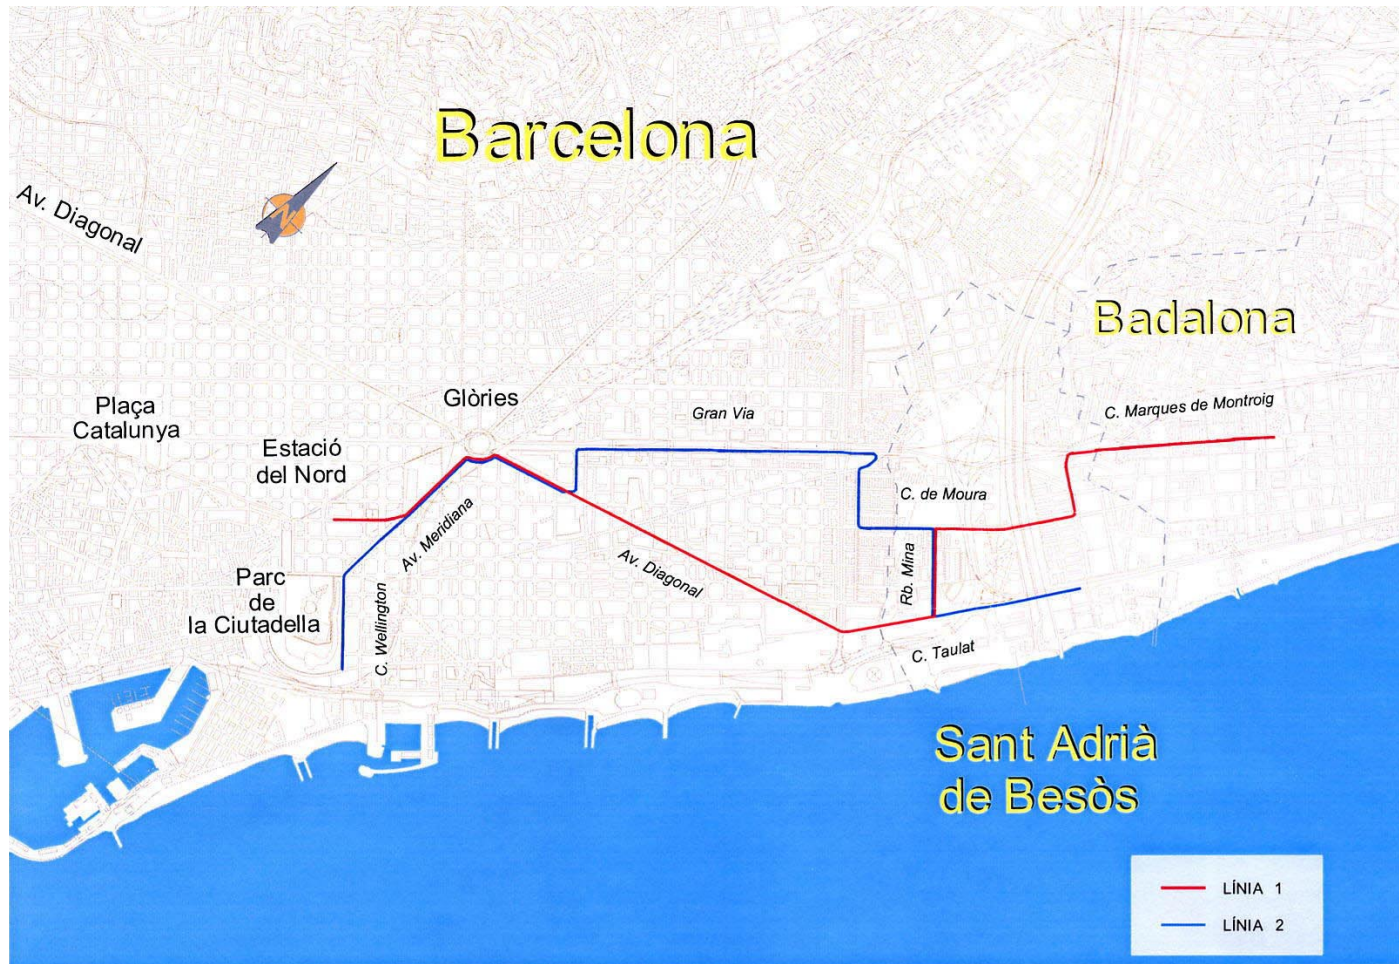 Barcelona
Av. Diagonal
N
Badalona
Glòries
Plaça
Catalunya
Gran Via
C. Marques de Montroig
Estació
del Nord
C. de Moura
Av. Meridiana
Av. Diagonal
Rb. Mina
Parc
de
la Ciutadella
C. Wellington
C. Taulat
Sant Adrià
de Besòs
LÍNIA 1
LÍNIA 2